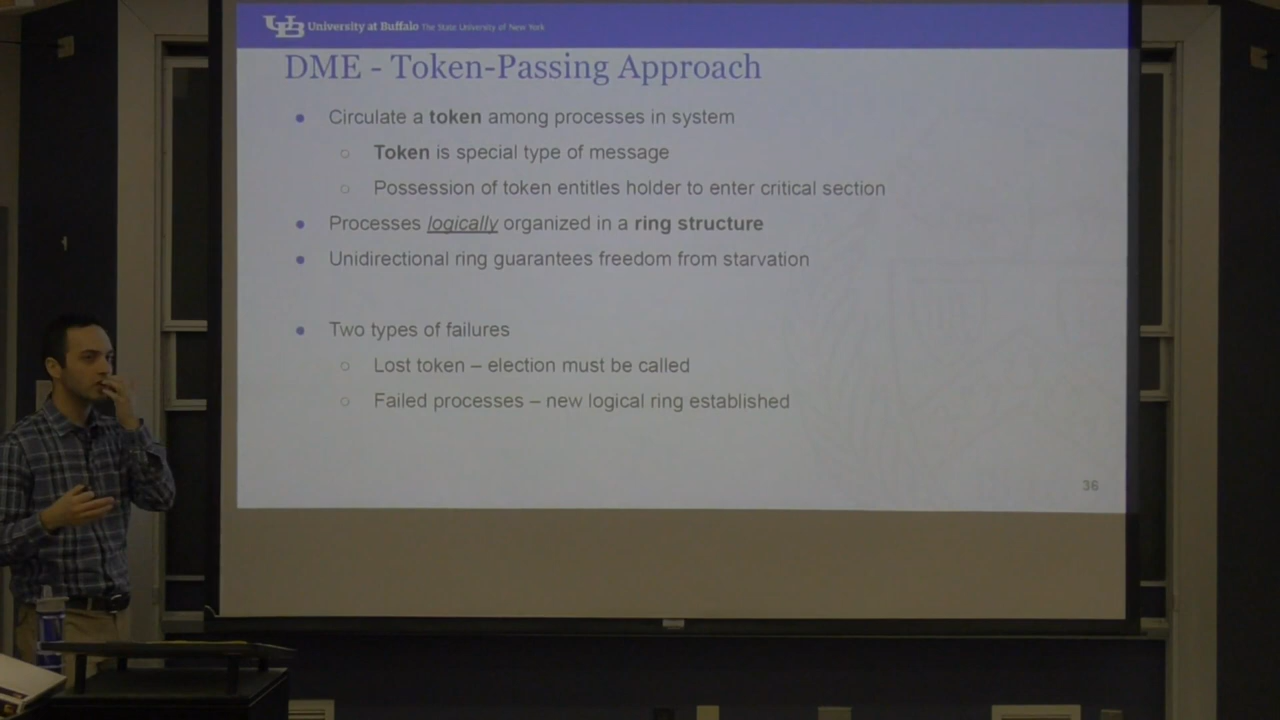 UB University at Buffalo The State University of New York
DME - Token-Passing Approach
● Circulate a token among processes in system
○ Token is special type of message
○ Possession of token entitles holder to enter critical section
● Processes logically organized in a ring structure
● Unidirectional ring guarantees freedom from starvation
● Two types of failures
○ Lost token – election must be called
○ Failed processes – new logical ring established
36